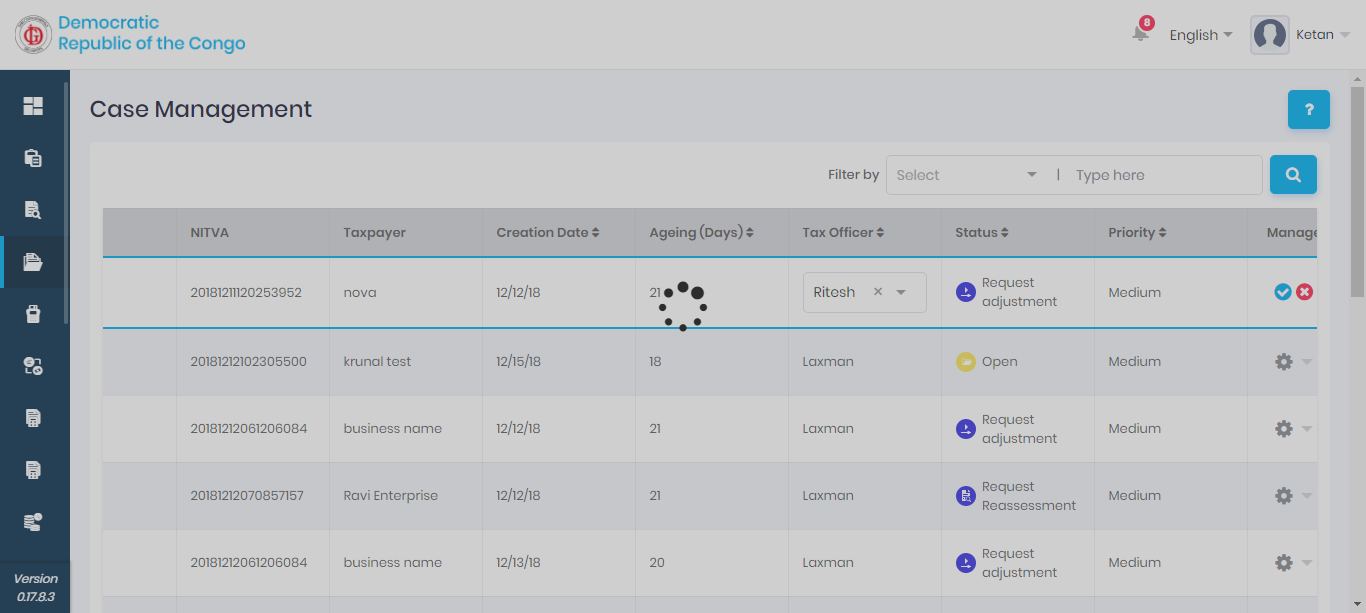 Democratic
Republic of the Congo
8
English
Ketan
Case Management
?
Filter by Select | Type here
NITVA Taxpayer Creation Date Ageing (Days) Tax Officer Status Priority Manage
20181211120253952 nova 12/12/18 21 Ritesh × Request adjustment Medium
20181212102305500 krunal test 12/15/18 18 Laxman Open Medium
20181212061206084 business name 12/12/18 21 Laxman Request adjustment Medium
20181212070857157 Ravi Enterprise 12/12/18 21 Laxman Request Reassessment Medium
20181212061206084 business name 12/13/18 20 Laxman Request adjustment Medium
Version
0.17.8.3